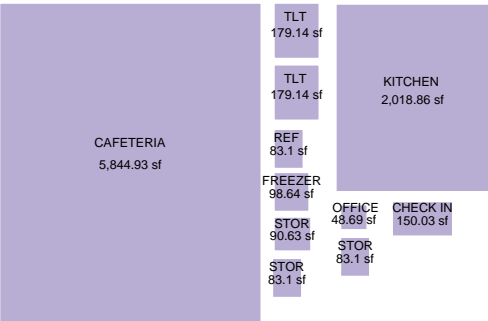 CAFETERIA
5,844.93 sf
TLT
179.14 sf
TLT
179.14 sf
REF
83.1 sf
FREEZER
98.64 sf
STOR
90.63 sf
STOR
83.1 sf
KITCHEN
2,018.86 sf
OFFICE
48.69 sf
CHECK IN
150.03 sf
STOR
83.1 sf